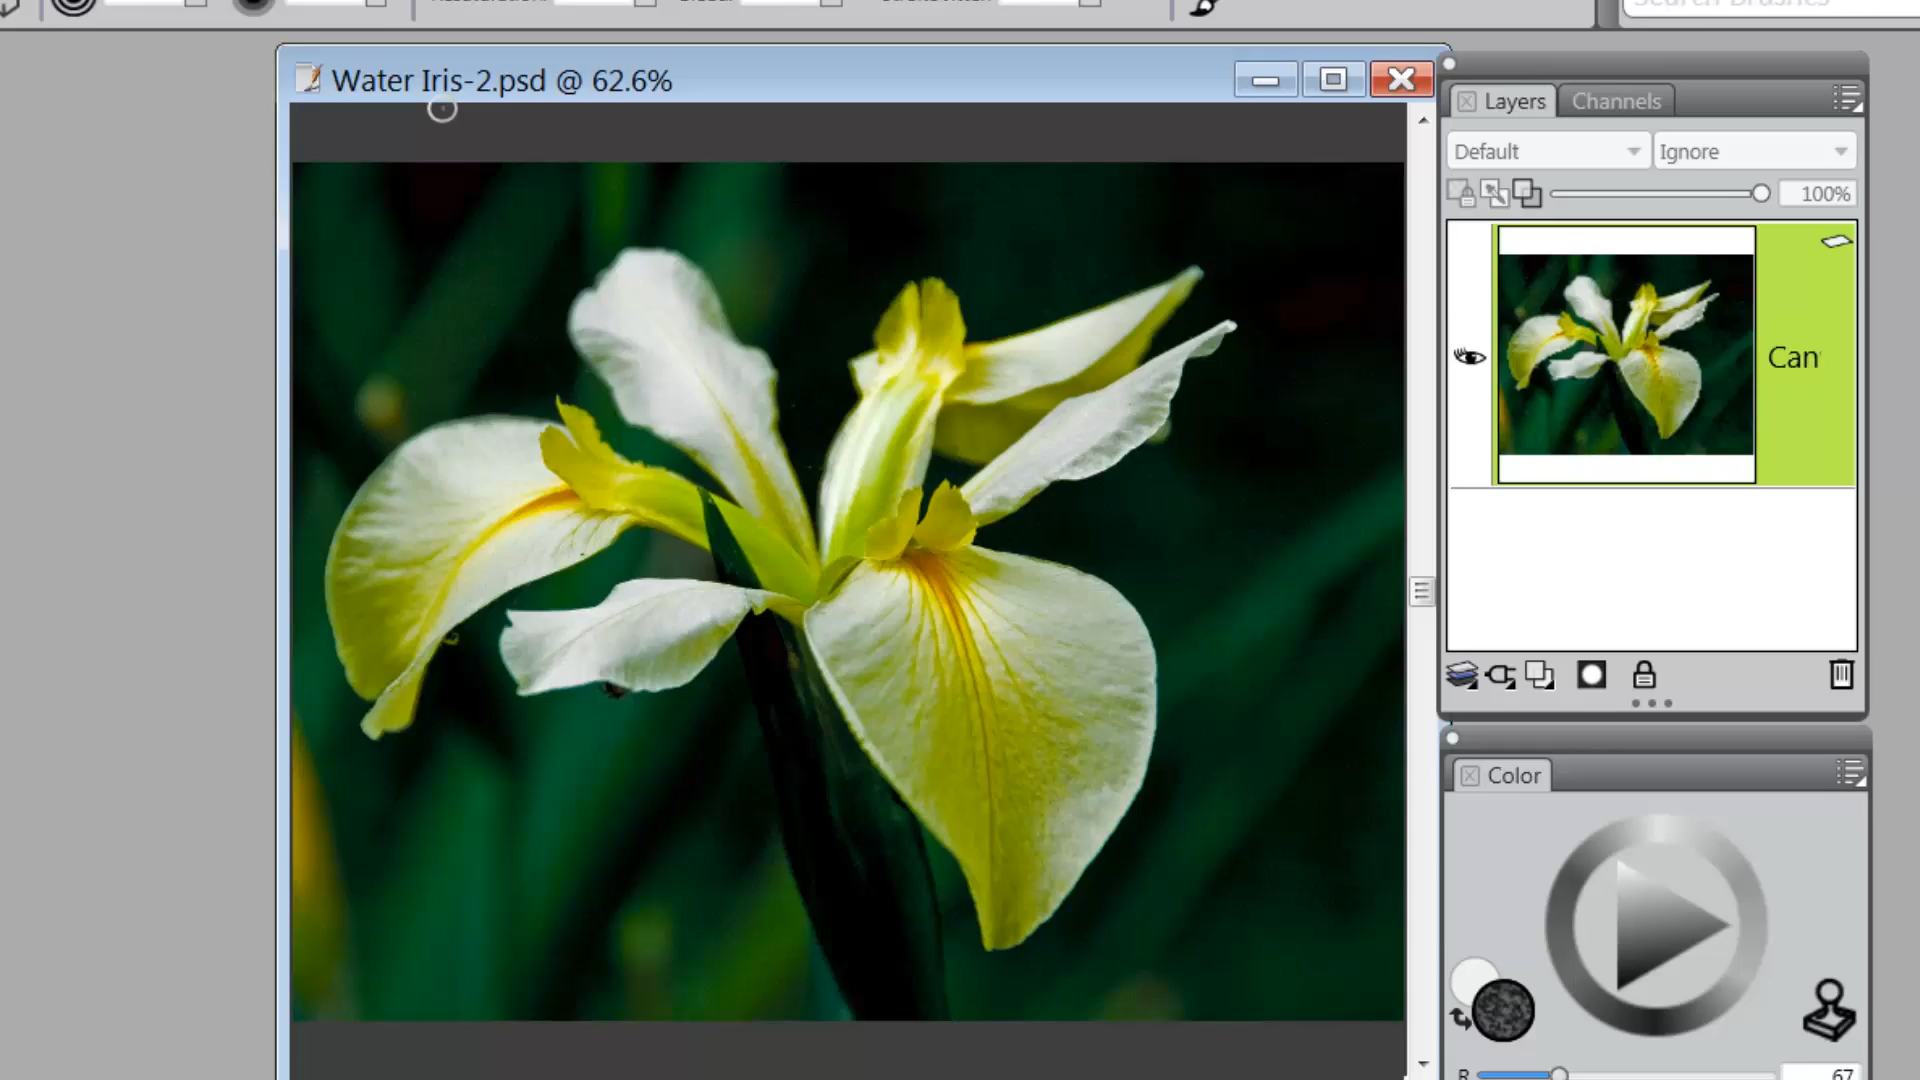 Water Iris-2.psd @ 62.6%
Layers
Channels
Default
Ignore
100%
Can
Color
R
67